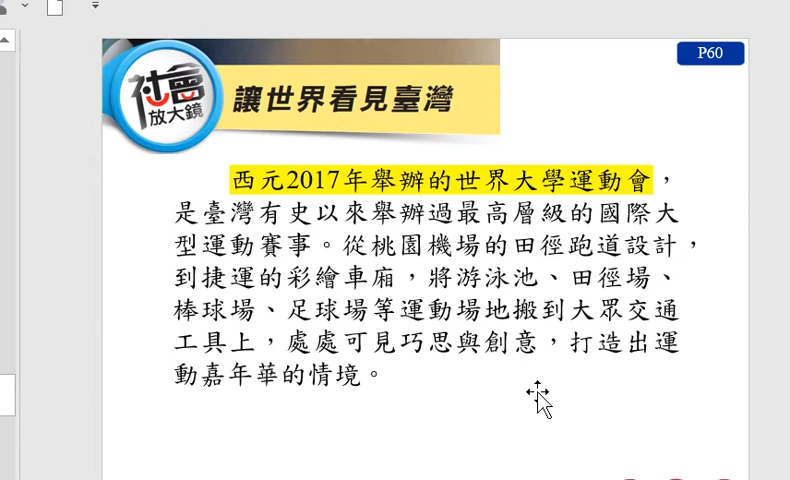 P60
社會
放大鏡
讓世界看見臺灣
西元2017年舉辦的世界大學運動會，
是臺灣有史以來舉辦過最高層級的國際大
型運動賽事。從桃園機場的田徑跑道設計，
到捷運的彩繪車廂，將游泳池、田徑場、
棒球場、足球場等運動場地搬到大眾交通
工具上，處處可見巧思與創意，打造出運
動嘉年華的情境。